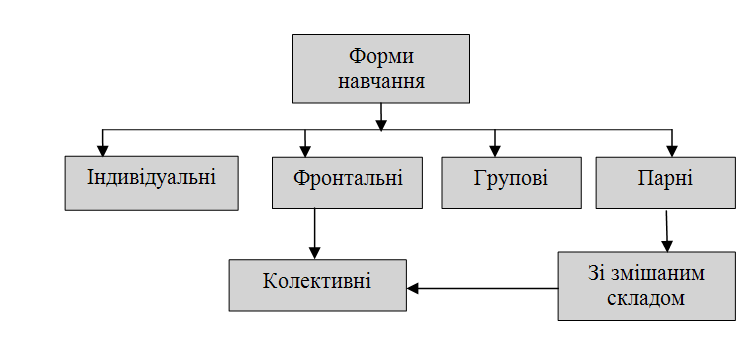 Форми
навчання
Індивідуальні
Фронтальні
Групові
Парні
Колективні
Зі змішаним
складом